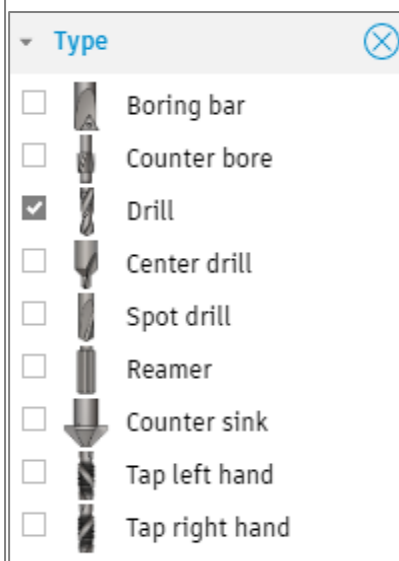 Type
Boring bar
Counter bore
Drill
Center drill
Spot drill
Reamer
Counter sink
Tap left hand
Tap right hand